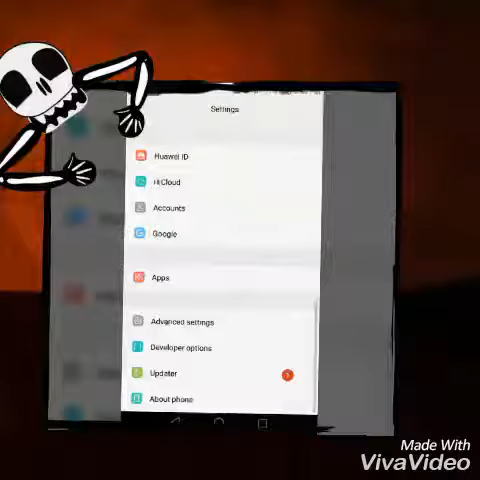 Settings
Huawei ID
HiCloud
Accounts
Google
Apps
Advanced settings
Developer options
Updater
About phone
Made With
VivaVideo